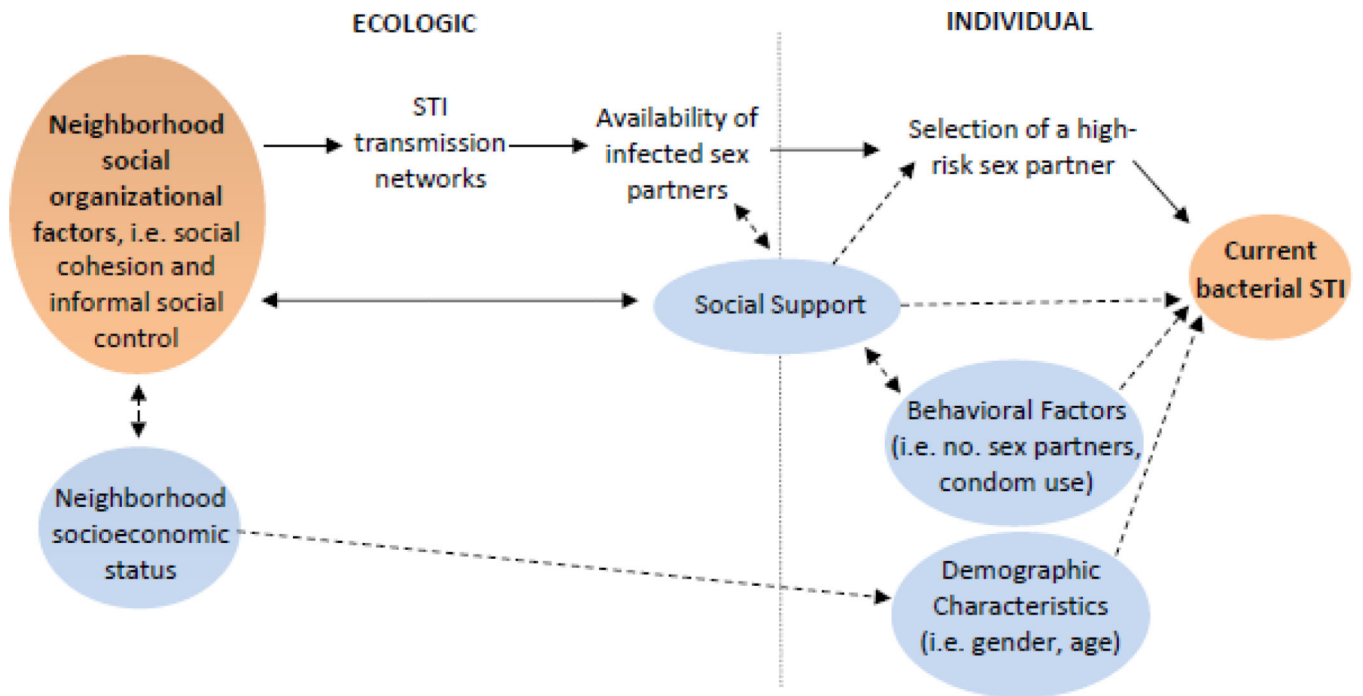 ECOLOGIC
INDIVIDUAL
Neighborhood
social
organizational
factors, i.e. social
cohesion and
informal social
control
STI
transmission
networks
Availability of
infected sex
partners
Selection of a high-
risk sex partner
Current
bacterial STI
Social Support
Behavioral Factors
(i.e. no. sex partners,
condom use)
Neighborhood
socioeconomic
status
Demographic
Characteristics
(i.e. gender, age)